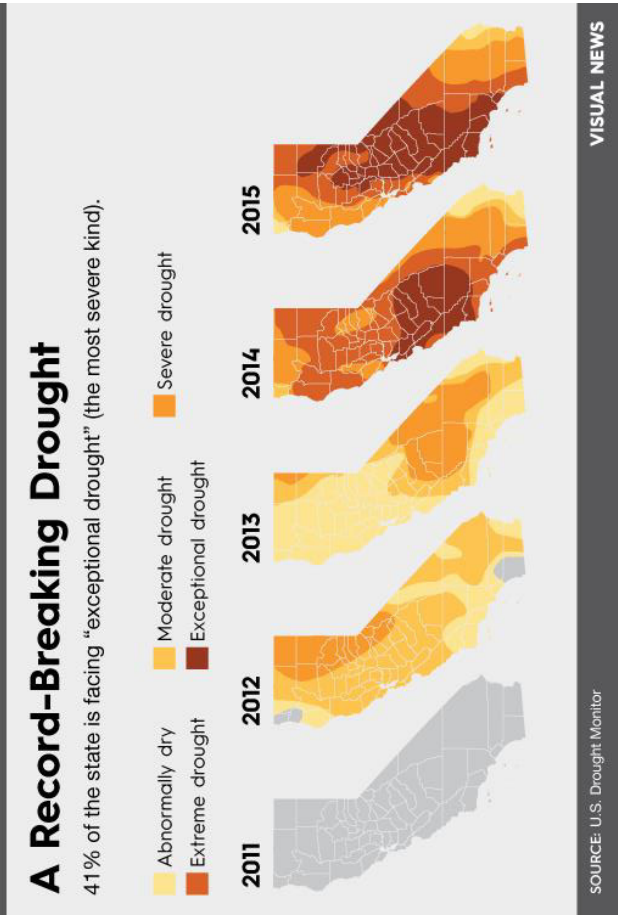 A Record-Breaking Drought
41% of the state is facing “exceptional drought” (the most severe kind).
Abnormally dry
Moderate drought
Severe drought
Extreme drought
Exceptional drought
2011
2012
2013
2014
2015
SOURCE: U.S. Drought Monitor
VISUAL NEWS